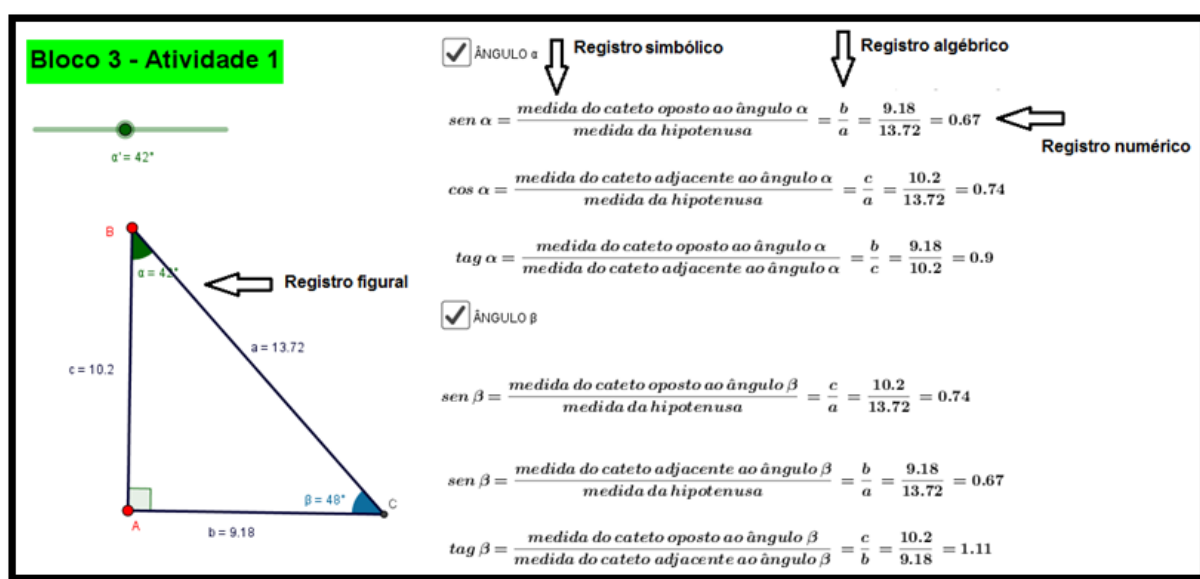 Bloco 3 - Atividade 1
α' = 42°
B
α = 42°
Registro figural
a = 13.72
c = 10.2
β = 48°
C
A
b = 9.18
ÂNGULO α
Registro simbólico
Registro algébrico
sen α = medida do cateto oposto ao ângulo α / medida da hipotenusa = b / a = 9.18 / 13.72 = 0.67
Registro numérico
cos α = medida do cateto adjacente ao ângulo α / medida da hipotenusa = c / a = 10.2 / 13.72 = 0.74
tag α = medida do cateto oposto ao ângulo α / medida do cateto adjacente ao ângulo α = b / c = 9.18 / 10.2 = 0.9
ÂNGULO β
sen β = medida do cateto oposto ao ângulo β / medida da hipotenusa = c / a = 10.2 / 13.72 = 0.74
sen β = medida do cateto adjacente ao ângulo β / medida da hipotenusa = b / a = 9.18 / 13.72 = 0.67
tag β = medida do cateto oposto ao ângulo β / medida do cateto adjacente ao ângulo β = c / b = 10.2 / 9.18 = 1.11